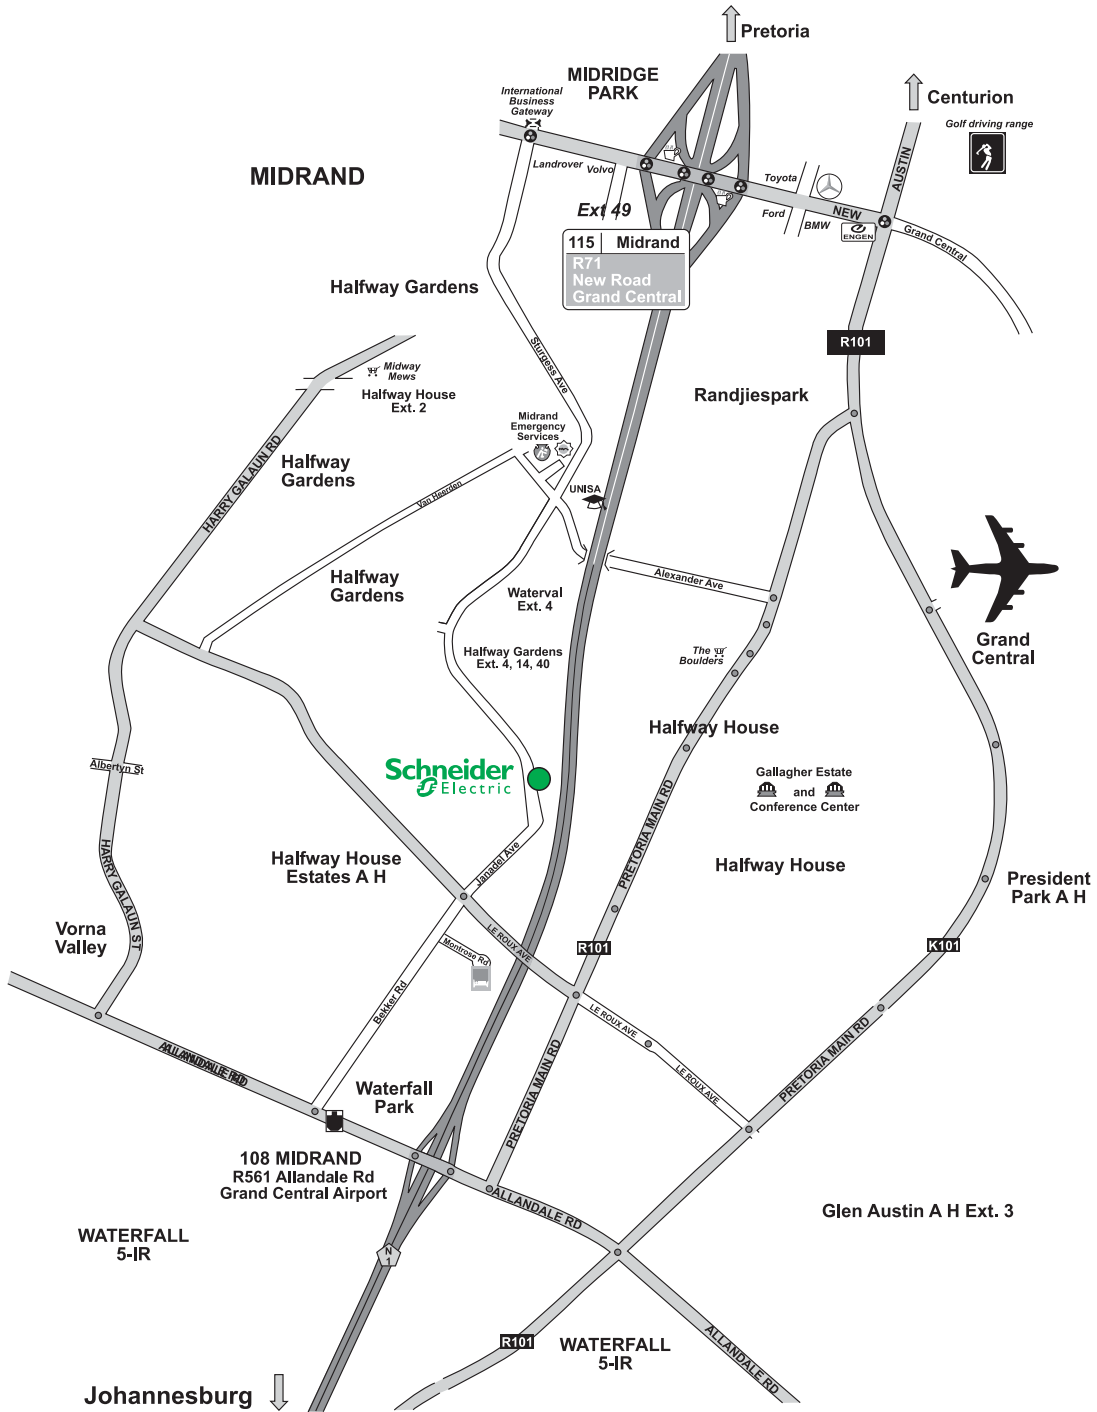 Pretoria
MIDRIDGE
PARK
International
Business
Gateway
Centurion
Golf driving range
AUSTIN
Landrover
Volvo
Toyota
MIDRAND
Ext 49
Ford
NEW
BMW
ENGEN
Grand Central
115 Midrand
R71
New Road
Grand Central
Halfway Gardens
Sturgess Ave
R101
Midway
Mews
Halfway House
Ext. 2
Randjiespark
Midrand
Emergency
Services
HARRY GALAUN RD
Halfway
Gardens
Van Heerden
UNISA
Halfway
Gardens
Alexander Ave
Waterval
Ext. 4
Grand
Central
Halfway Gardens
Ext. 4, 14, 40
The
Boulders
Halfway House
Albertyn St
Schneider
Electric
Gallagher Estate
and
Conference Center
PRETORIA MAIN RD
Halfway House
Estates A H
Janadel Ave
Halfway House
President
Park A H
HARRY GALAUN ST
Vorna
Valley
LE ROUX AVE
Montrose Rd
R101
K101
Bekker Rd
LE ROUX AVE
PRETORIA MAIN RD
LE ROUX AVE
PRETORIA MAIN RD
Waterfall
Park
108 MIDRAND
R561 Allandale Rd
Grand Central Airport
ALLANDALE RD
Glen Austin A H Ext. 3
WATERFALL
5-IR
N
1
R101
WATERFALL
5-IR
ALLANDALE RD
Johannesburg